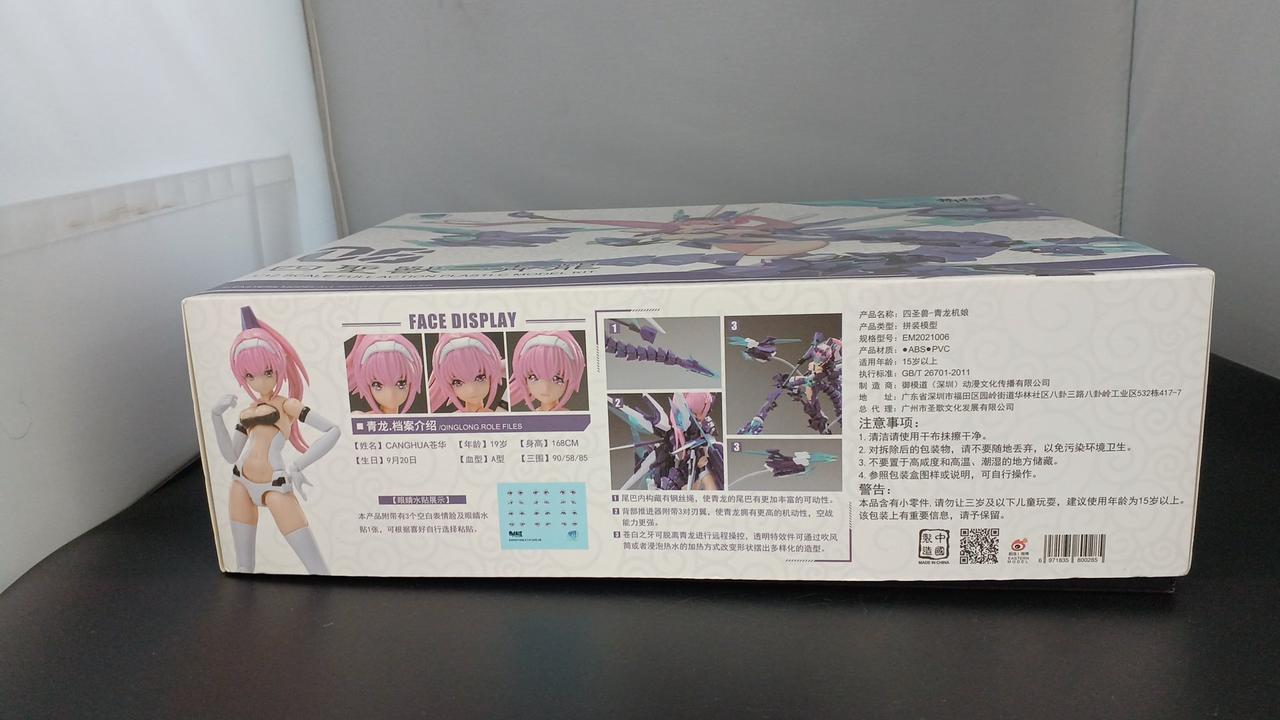 02
四聖獸 青龍
PLASTIC MODEL KIT
FACE DISPLAY
青龙.档案介绍/QINGLONG ROLE FILES
【姓名】CANGHUA苍华 【年龄】19岁 【身高】168CM
【生日】9月20日 【血型】A型 【三围】90/58/85
【眼睛水贴展示】
本产品附带有3个空白表情脸及眼睛水
贴1张，可根据喜好自行选择粘贴。
1
2
3
3
1 尾巴内构藏有钢丝绳，使青龙的尾巴有更加丰富的可动性。
2 背部推进器附带3对刃翼，使青龙拥有更高的机动性，空战
能力更强。
3 苍白之牙可脱离青龙进行远程操控，透明特效件可通过吹风
筒或者浸泡热水的加热方式改变形状摆出多样化的造型。
产品名称：四圣兽-青龙机娘
产品类型：拼装模型
规格型号：EM2021006
产品材质：●ABS●PVC
适用年龄：15岁以上
执行标准：GB/T 26701-2011
制 造 商：御模道（深圳）动漫文化传播有限公司
地 址：广东省深圳市福田区园岭街道华林社区八卦三路八卦岭工业区532栋417-7
总 代 理：广州市圣歌文化发展有限公司
注意事项：
1. 清洁请使用干布抹擦干净。
2. 对拆除后的包装物，请不要随地丢弃，以免污染环境卫生。
3. 不要置于高威度和高温、潮湿的地方储藏。
4. 参照包装盒图样或说明，可自行操作。
警告：
本品含有小零件，请勿让三岁及以下儿童玩耍，建议使用年龄为15岁以上。
该包装上有重要信息，请予保留。
中國製造
MADE IN CHINA
EASTERN MODEL
6 971835 800285